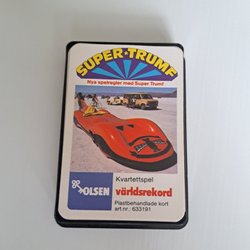 SUPER-TRUMF
Nya spelregler med Super Trumf
Kvartettspel
OLSEN världsrekord
Plastbehandlade kort
art.nr.: 633191